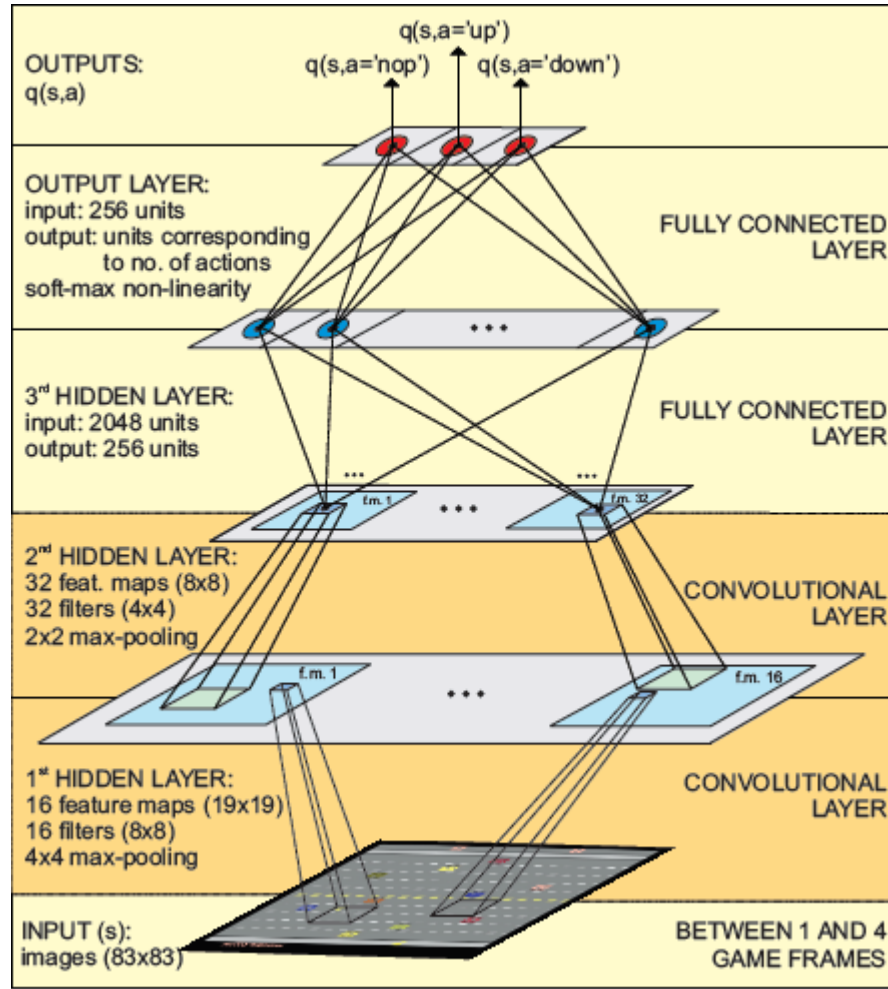 q(s,a='up')
OUTPUTS:
q(s,a='nop')
q(s,a='down')
q(s,a)
OUTPUT LAYER:
input: 256 units
output: units corresponding
to no. of actions
soft-max non-linearity
FULLY CONNECTED
LAYER
•••
3rd HIDDEN LAYER:
input: 2048 units
output: 256 units
FULLY CONNECTED
LAYER
•••
•••
f.m. 1
•••
f.m. 32
2nd HIDDEN LAYER:
32 feat. maps (8x8)
32 filters (4x4)
2x2 max-pooling
CONVOLUTIONAL
LAYER
f.m. 1
•••
f.m. 16
1st HIDDEN LAYER:
16 feature maps (19x19)
16 filters (8x8)
4x4 max-pooling
CONVOLUTIONAL
LAYER
INPUT (s):
images (83x83)
BETWEEN 1 AND 4
GAME FRAMES